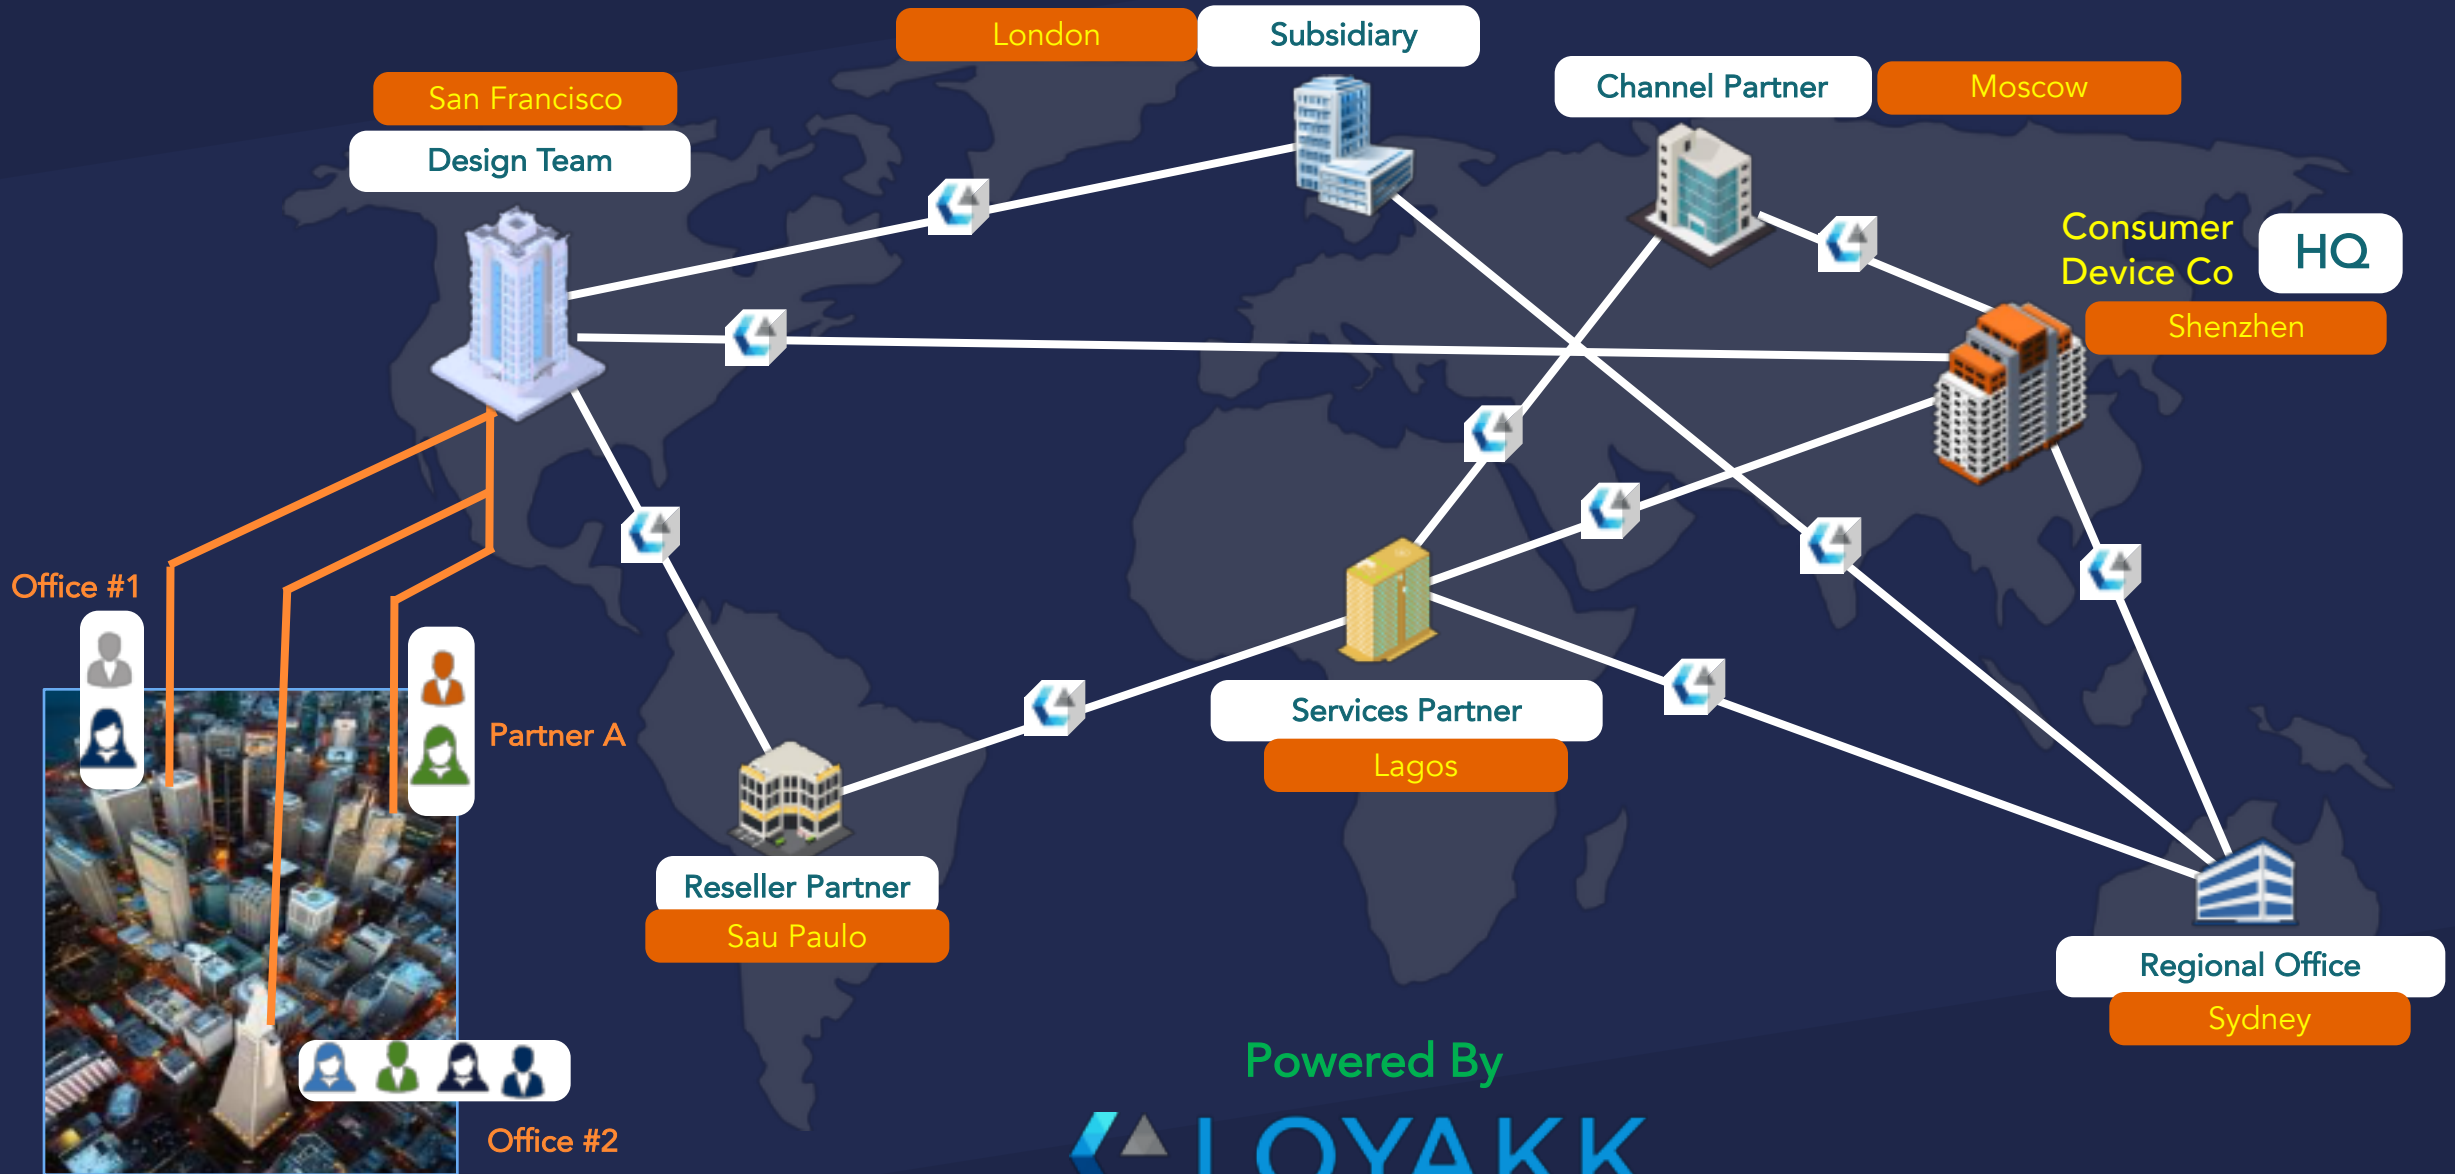 London
Subsidiary
Channel Partner
Moscow
San Francisco
Design Team
Consumer
Device Co
HQ
Shenzhen
Office #1
Partner A
Services Partner
Lagos
Reseller Partner
Sau Paulo
Regional Office
Sydney
Office #2
Powered By
LOYAKK